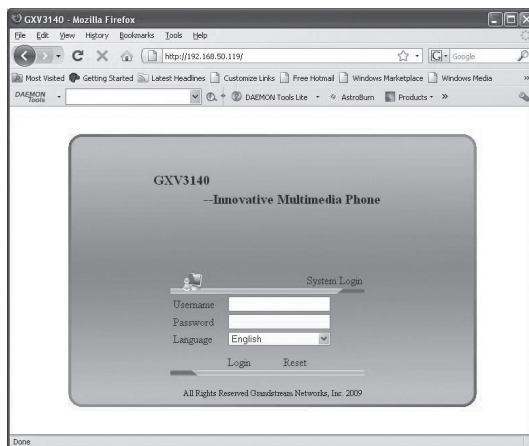 GXV3140 - Mozilla Firefox
File Edit View History Bookmarks Tools Help
http://192.168.50.119/ G Google
Most Visited Getting Started Latest Headlines Customize Links Free Hotmail Windows Marketplace Windows Media »
DAEMON Tools DAEMON Tools Lite AstroBurn Products »
GXV3140
--Innovative Multimedia Phone
System Login
Username
Password
Language English
Login Reset
All Rights Reserved Grandstream Networks, Inc. 2009
Done